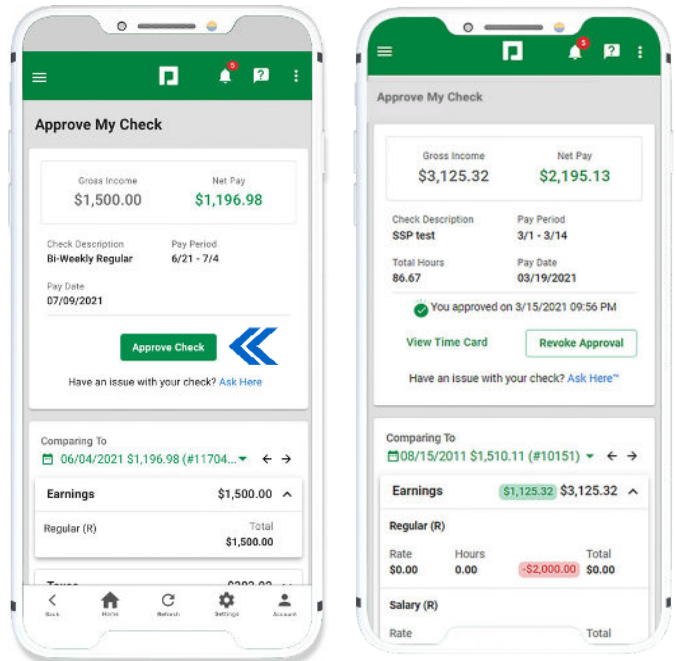 5
?
Approve My Check
Gross Income Net Pay
$1,500.00 $1,196.98
Check Description Pay Period
Bi-Weekly Regular 6/21 - 7/4
Pay Date
07/09/2021
Approve Check
Have an issue with your check? Ask Here
Comparing To
06/04/2021 $1,196.98 (#11704...
Earnings $1,500.00
Regular (R) Total
$1,500.00
Back Home Refresh Settings Account
5
?
Approve My Check
Gross Income Net Pay
$3,125.32 $2,195.13
Check Description Pay Period
SSP test 3/1 - 3/14
Total Hours Pay Date
86.67 03/19/2021
You approved on 3/15/2021 09:56 PM
View Time Card Revoke Approval
Have an issue with your check? Ask Here™
Comparing To
08/15/2011 $1,510.11 (#10151)
Earnings $1,125.32 $3,125.32
Regular (R)
Rate Hours Total
$0.00 0.00 -$2,000.00 $0.00
Salary (R)
Rate Total